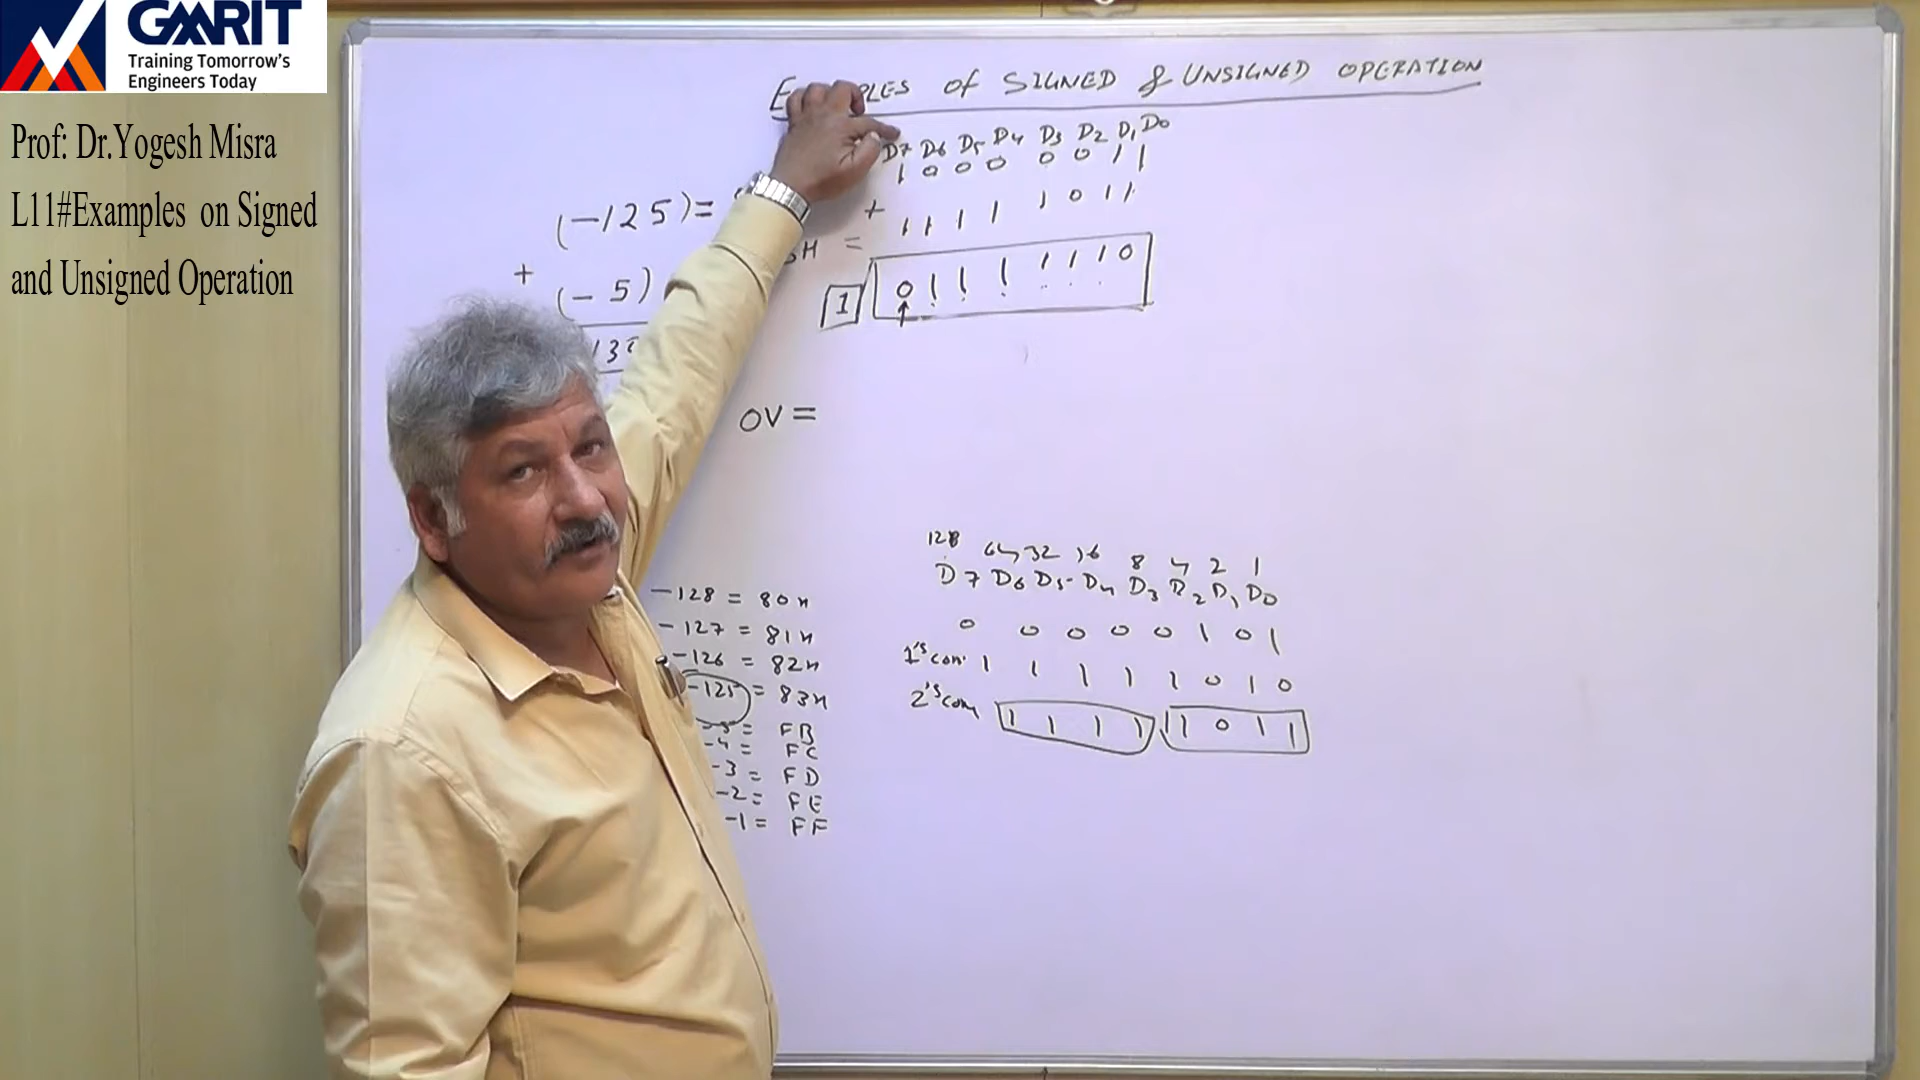 GMRIT
Training Tomorrow's
Engineers Today
Prof: Dr.Yogesh Misra
L11#Examples on Signed
and Unsigned Operation
OF SIGNED & UNSIGNED OPERATION
D7 D6 D5 D4 D3 D2 D1 D0
(-125)= 1 0 0 0 0 0 1 1
+ (-5) H = + 1 1 1 1 1 0 1 1
1 0 1 1 1 1 1 1 0
13
OV =
128 64 32 16 8 4 2 1
D7 D6 D5 D4 D3 D2 D1 D0
0 0 0 0 0 1 0 1
1's com. 1 1 1 1 1 0 1 0
2's com 1 1 1 1 1 0 1 1
-128 = 80H
-127 = 81H
-126 = 82H
-125 = 83H
-5 = FB
-4 = FC
-3 = FD
-2 = FE
-1 = FF